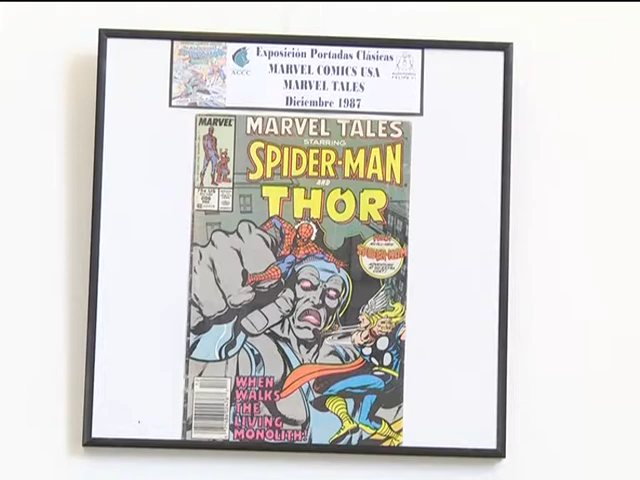 Exposición Portadas Clásicas
ACCC
MARVEL COMICS USA
MARVEL TALES
Diciembre 1987
MARVEL
MARVEL TALES
STARRING
SPIDER-MAN
AND
THOR
WHEN
WALKS
THE
LIVING
MONOLITH!